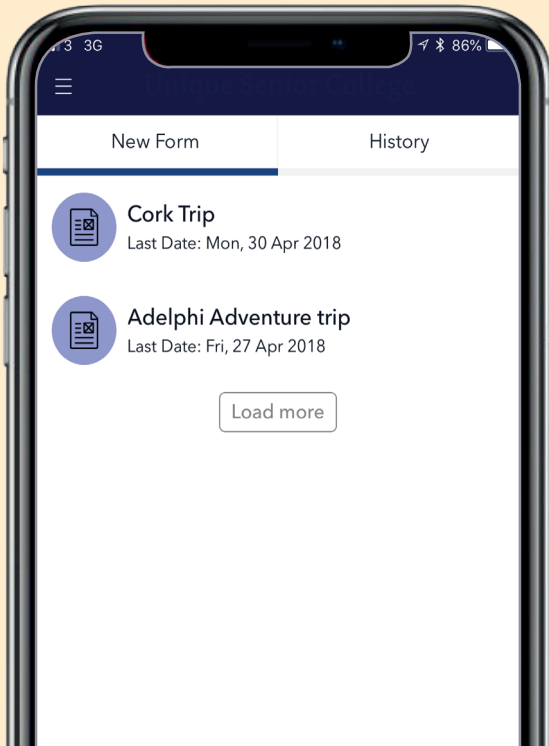 3 3G 86%
Unique Senior College
New Form History
Cork Trip
Last Date: Mon, 30 Apr 2018
Adelphi Adventure trip
Last Date: Fri, 27 Apr 2018
Load more